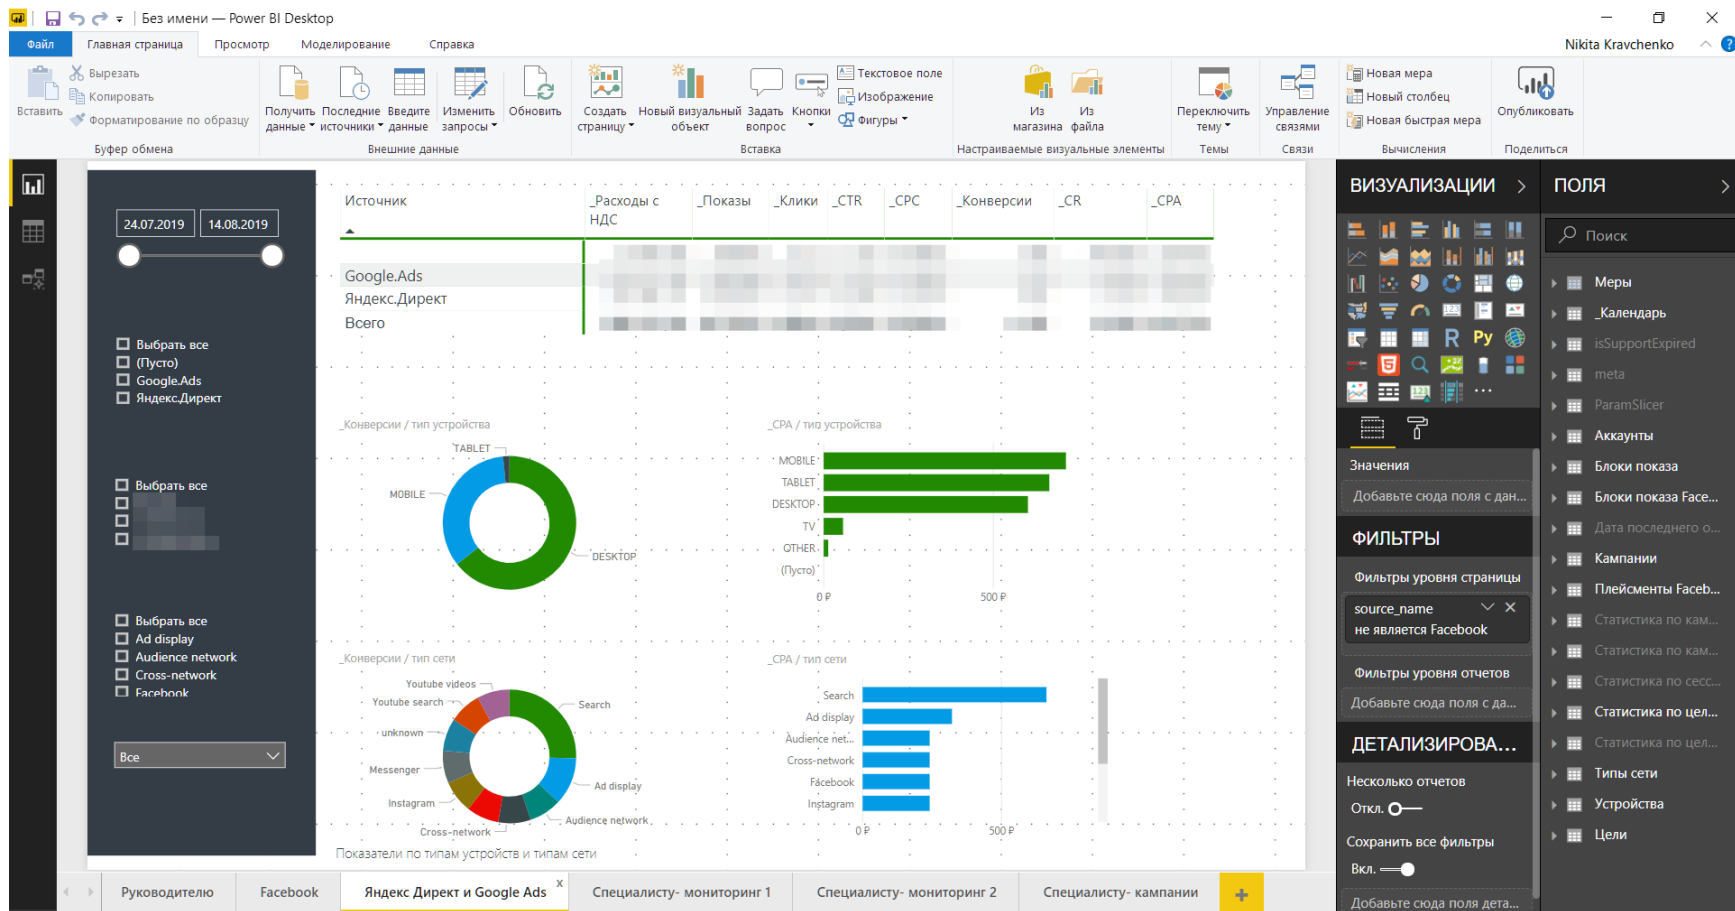 Без имени — Power BI Desktop
Файл
Главная страница
Просмотр
Моделирование
Справка
Nikita Kravchenko
?
Вставить
Вырезать
Копировать
Форматирование по образцу
Буфер обмена
Получить данные
Последние источники
Введите данные
Изменить запросы
Обновить
Внешние данные
Создать страницу
Новый визуальный объект
Задать вопрос
Кнопки
Текстовое поле
Изображение
Фигуры
Вставка
Из магазина
Из файла
Настраиваемые визуальные элементы
Переключить тему
Темы
Управление связями
Связи
Новая мера
Новый столбец
Новая быстрая мера
Вычисления
Опубликовать
Поделиться
24.07.2019
14.08.2019
Выбрать все
(Пусто)
Google.Ads
Яндекс.Директ
Выбрать все
Выбрать все
Ad display
Audience network
Cross-network
Facebook
Все
Источник
_Расходы с НДС
_Показы
_Клики
_CTR
_CPC
_Конверсии
_CR
_CPA
Google.Ads
Яндекс.Директ
Всего
_Конверсии / тип устройства
TABLET
MOBILE
DESKTOP
_CPA / тип устройства
MOBILE
TABLET
DESKTOP
TV
OTHER
(Пусто)
0 ₽
500 ₽
_Конверсии / тип сети
Youtube videos
Youtube search
unknown
Messenger
Instagram
Cross-network
Search
Ad display
Audience network
_CPA / тип сети
Search
Ad display
Audience net...
Cross-network
Facebook
Instagram
0 ₽
500 ₽
Показатели по типам устройств и типам сети
Руководителю
Facebook
Яндекс Директ и Google Ads
x
Специалисту- мониторинг 1
Специалисту- мониторинг 2
Специалисту- кампании
+
ВИЗУАЛИЗАЦИИ
R
Py
5
123
Значения
Добавьте сюда поля с дан...
ФИЛЬТРЫ
Фильтры уровня страницы
source_name
не является Facebook
Фильтры уровня отчетов
Добавьте сюда поля с да...
ДЕТАЛИЗИРОВА...
Несколько отчетов
Откл.
Сохранить все фильтры
Вкл.
Добавьте сюда поля дета...
ПОЛЯ
Поиск
Меры
_Календарь
isSupportExpired
meta
ParamSlicer
Аккаунты
Блоки показа
Блоки показа Face...
Дата последнего о...
Кампании
Плейсменты Faceb...
Статистика по кам...
Статистика по кам...
Статистика по сесс...
Статистика по цел...
Статистика по цел...
Типы сети
Устройства
Цели